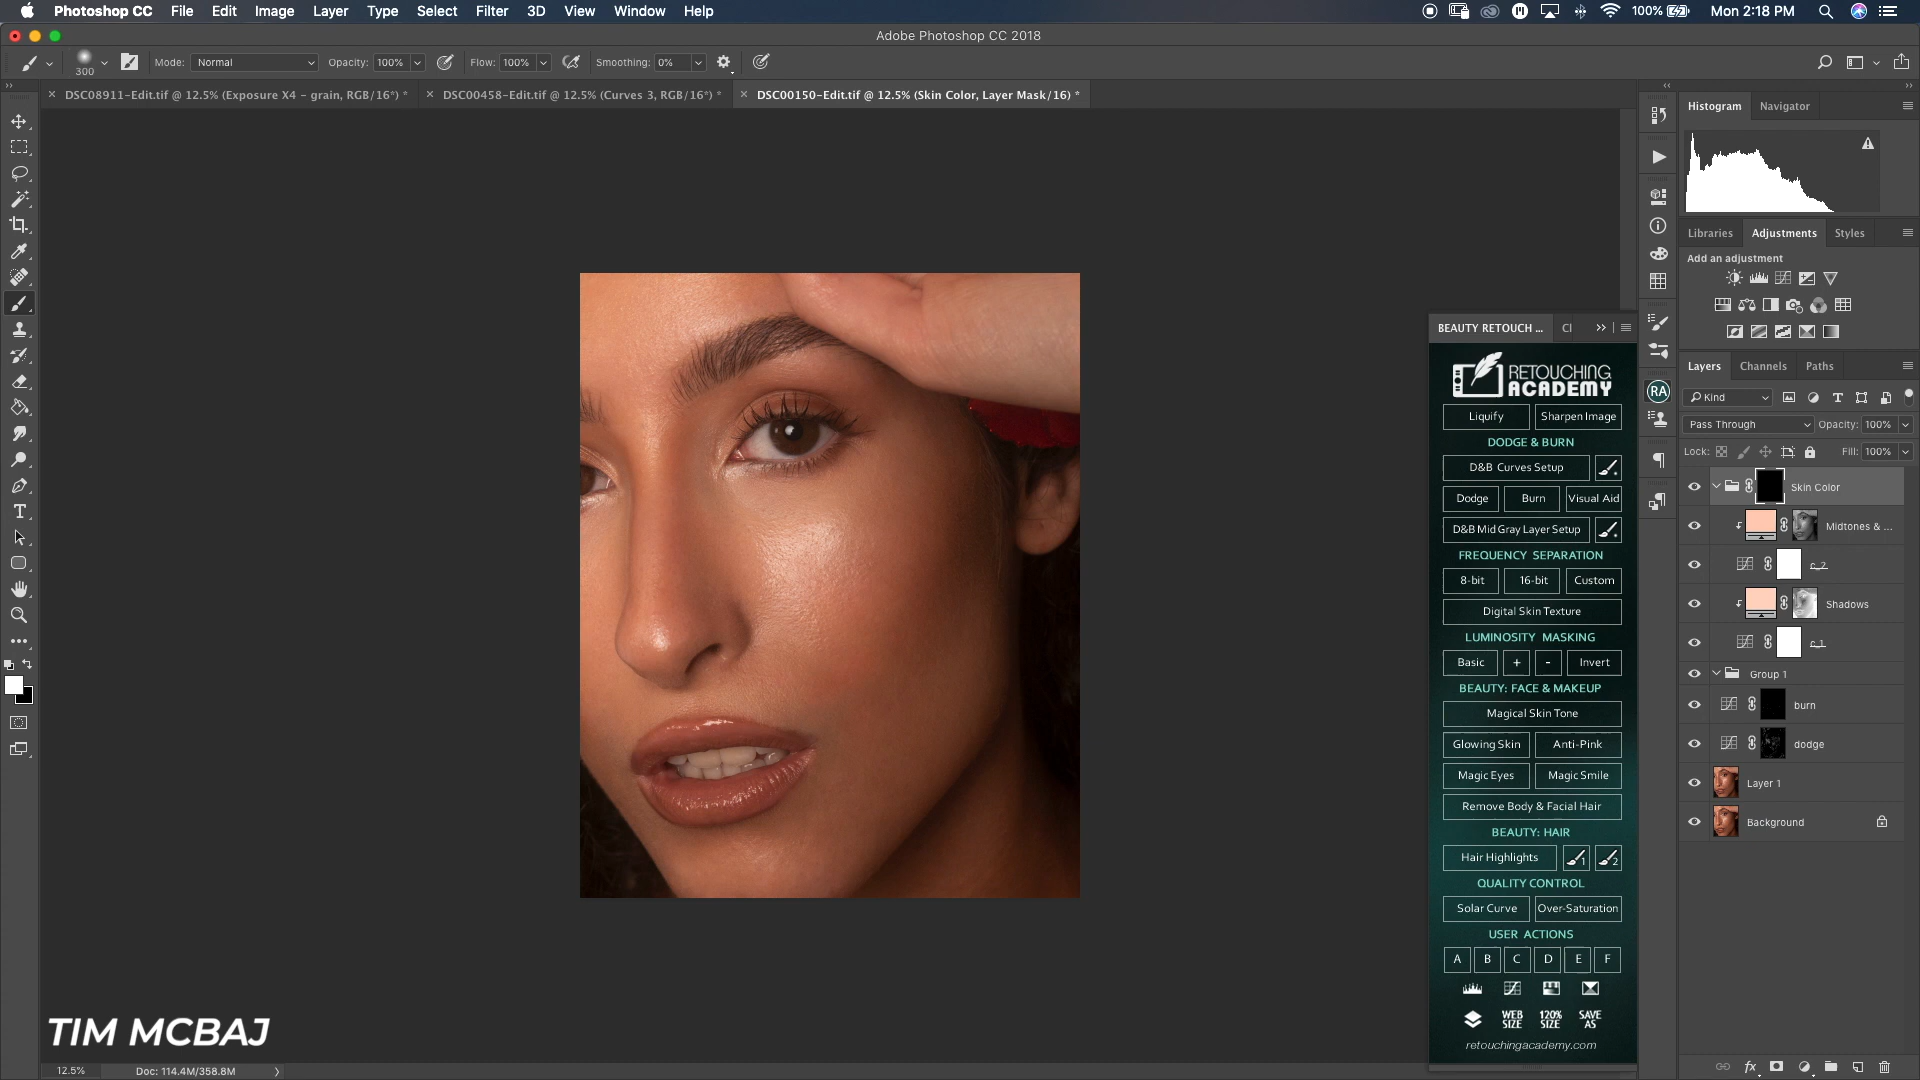 Photoshop CC File Edit Image Layer Type Select Filter 3D View Window Help 100% Mon 2:18 PM
Adobe Photoshop CC 2018
300 Mode: Normal Opacity: 100% Flow: 100% Smoothing: 0%
DSC08911-Edit.tif @ 12.5% (Exposure X4 - grain, RGB/16*) * DSC00458-Edit.tif @ 12.5% (Curves 3, RGB/16*) * DSC00150-Edit.tif @ 12.5% (Skin Color, Layer Mask/16) *
Histogram Navigator
Libraries Adjustments Styles
Add an adjustment
BEAUTY RETOUCH ... CI
RETOUCHING
ACADEMY
Liquify Sharpen Image
DODGE & BURN
D&B Curves Setup
Dodge Burn Visual Aid
D&B Mid Gray Layer Setup
FREQUENCY SEPARATION
8-bit 16-bit Custom
Digital Skin Texture
LUMINOSITY MASKING
Basic + - Invert
BEAUTY: FACE & MAKEUP
Magical Skin Tone
Glowing Skin Anti-Pink
Magic Eyes Magic Smile
Remove Body & Facial Hair
BEAUTY: HAIR
Hair Highlights 1 2
QUALITY CONTROL
Solar Curve Over-Saturation
USER ACTIONS
A B C D E F
WEB SIZE 120% SIZE SAVE AS
retouchingacademy.com
RA
Layers Channels Paths
Kind
Pass Through Opacity: 100%
Lock: Fill: 100%
Skin Color
Midtones & ...
c_2
Shadows
c_1
Group 1
burn
dodge
Layer 1
Background
TIM MCBAJ
12.5% Doc: 114.4M/358.8M